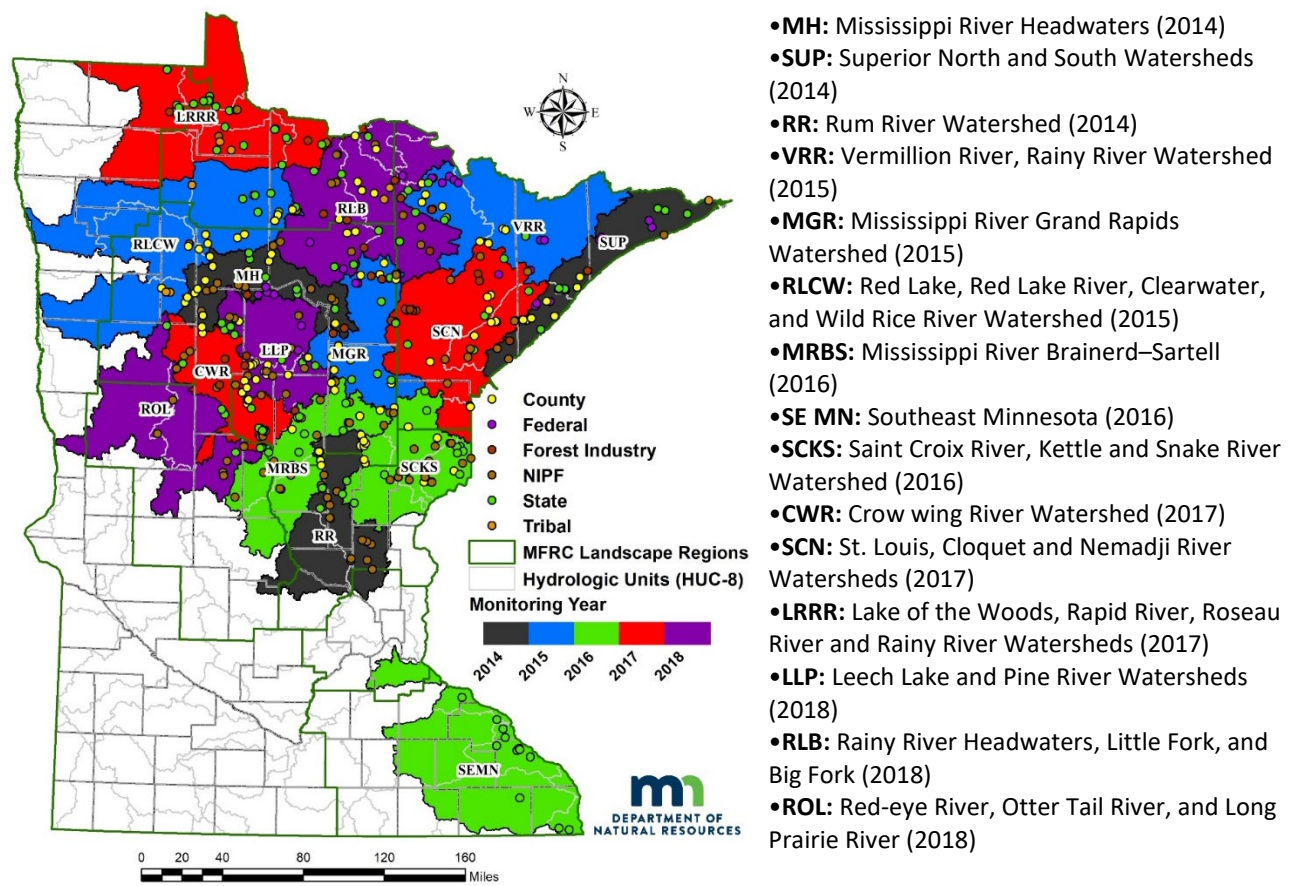 LRRR
N
W
E
S
RLB
VRR
SUP
RLCW
MH
SCN
LLP
MGR
CWR
ROL
MRBS
SCKS
RR
SEMN
County
Federal
Forest Industry
NIPF
State
Tribal
MFRC Landscape Regions
Hydrologic Units (HUC-8)
Monitoring Year
2014
2015
2016
2017
2018
mn
DEPARTMENT OF
NATURAL RESOURCES
0 20 40 80 120 160
Miles
•MH: Mississippi River Headwaters (2014)
•SUP: Superior North and South Watersheds
(2014)
•RR: Rum River Watershed (2014)
•VRR: Vermillion River, Rainy River Watershed
(2015)
•MGR: Mississippi River Grand Rapids
Watershed (2015)
•RLCW: Red Lake, Red Lake River, Clearwater,
and Wild Rice River Watershed (2015)
•MRBS: Mississippi River Brainerd–Sartell
(2016)
•SE MN: Southeast Minnesota (2016)
•SCKS: Saint Croix River, Kettle and Snake River
Watershed (2016)
•CWR: Crow wing River Watershed (2017)
•SCN: St. Louis, Cloquet and Nemadji River
Watersheds (2017)
•LRRR: Lake of the Woods, Rapid River, Roseau
River and Rainy River Watersheds (2017)
•LLP: Leech Lake and Pine River Watersheds
(2018)
•RLB: Rainy River Headwaters, Little Fork, and
Big Fork (2018)
•ROL: Red-eye River, Otter Tail River, and Long
Prairie River (2018)